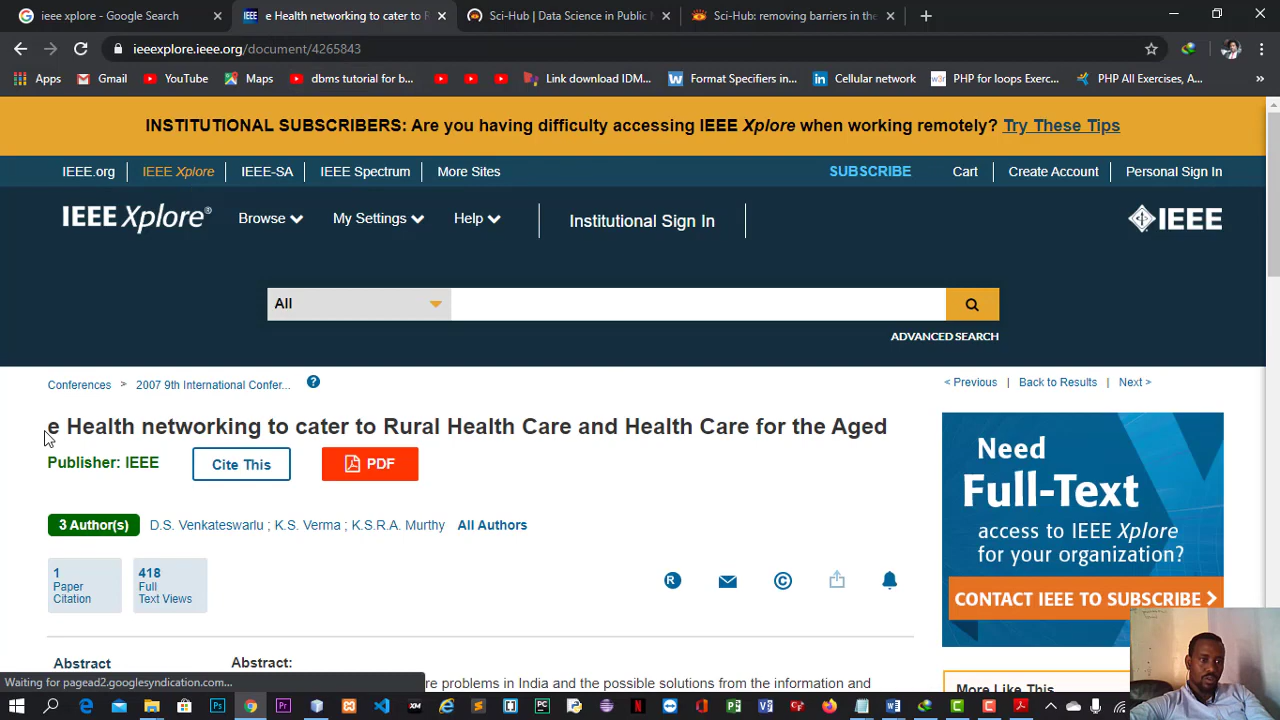 ieee xplore - Google Search
e Health networking to cater to R
Sci-Hub | Data Science in Public H
Sci-Hub: removing barriers in the
ieeexplore.ieee.org/document/4265843
Apps
Gmail
YouTube
Maps
dbms tutorial for b...
Link download IDM...
Format Specifiers in...
Cellular network
PHP for loops Exerc...
PHP All Exercises, A...
INSTITUTIONAL SUBSCRIBERS: Are you having difficulty accessing IEEE Xplore when working remotely? Try These Tips
IEEE.org
IEEE Xplore
IEEE-SA
IEEE Spectrum
More Sites
SUBSCRIBE
Cart
Create Account
Personal Sign In
IEEE Xplore®
Browse
My Settings
Help
Institutional Sign In
IEEE
All
ADVANCED SEARCH
Conferences > 2007 9th International Confer... ?
< Previous | Back to Results | Next >
e Health networking to cater to Rural Health Care and Health Care for the Aged
Publisher: IEEE
Cite This
PDF
3 Author(s)
D.S. Venkateswarlu ; K.S. Verma ; K.S.R.A. Murthy
All Authors
1
Paper
Citation
418
Full
Text Views
R
©
Need
Full-Text
access to IEEE Xplore
for your organization?
CONTACT IEEE TO SUBSCRIBE >
Abstract
Abstract:
re problems in India and the possible solutions from the information and
More Like This
Waiting for pagead2.googlesyndication.com...